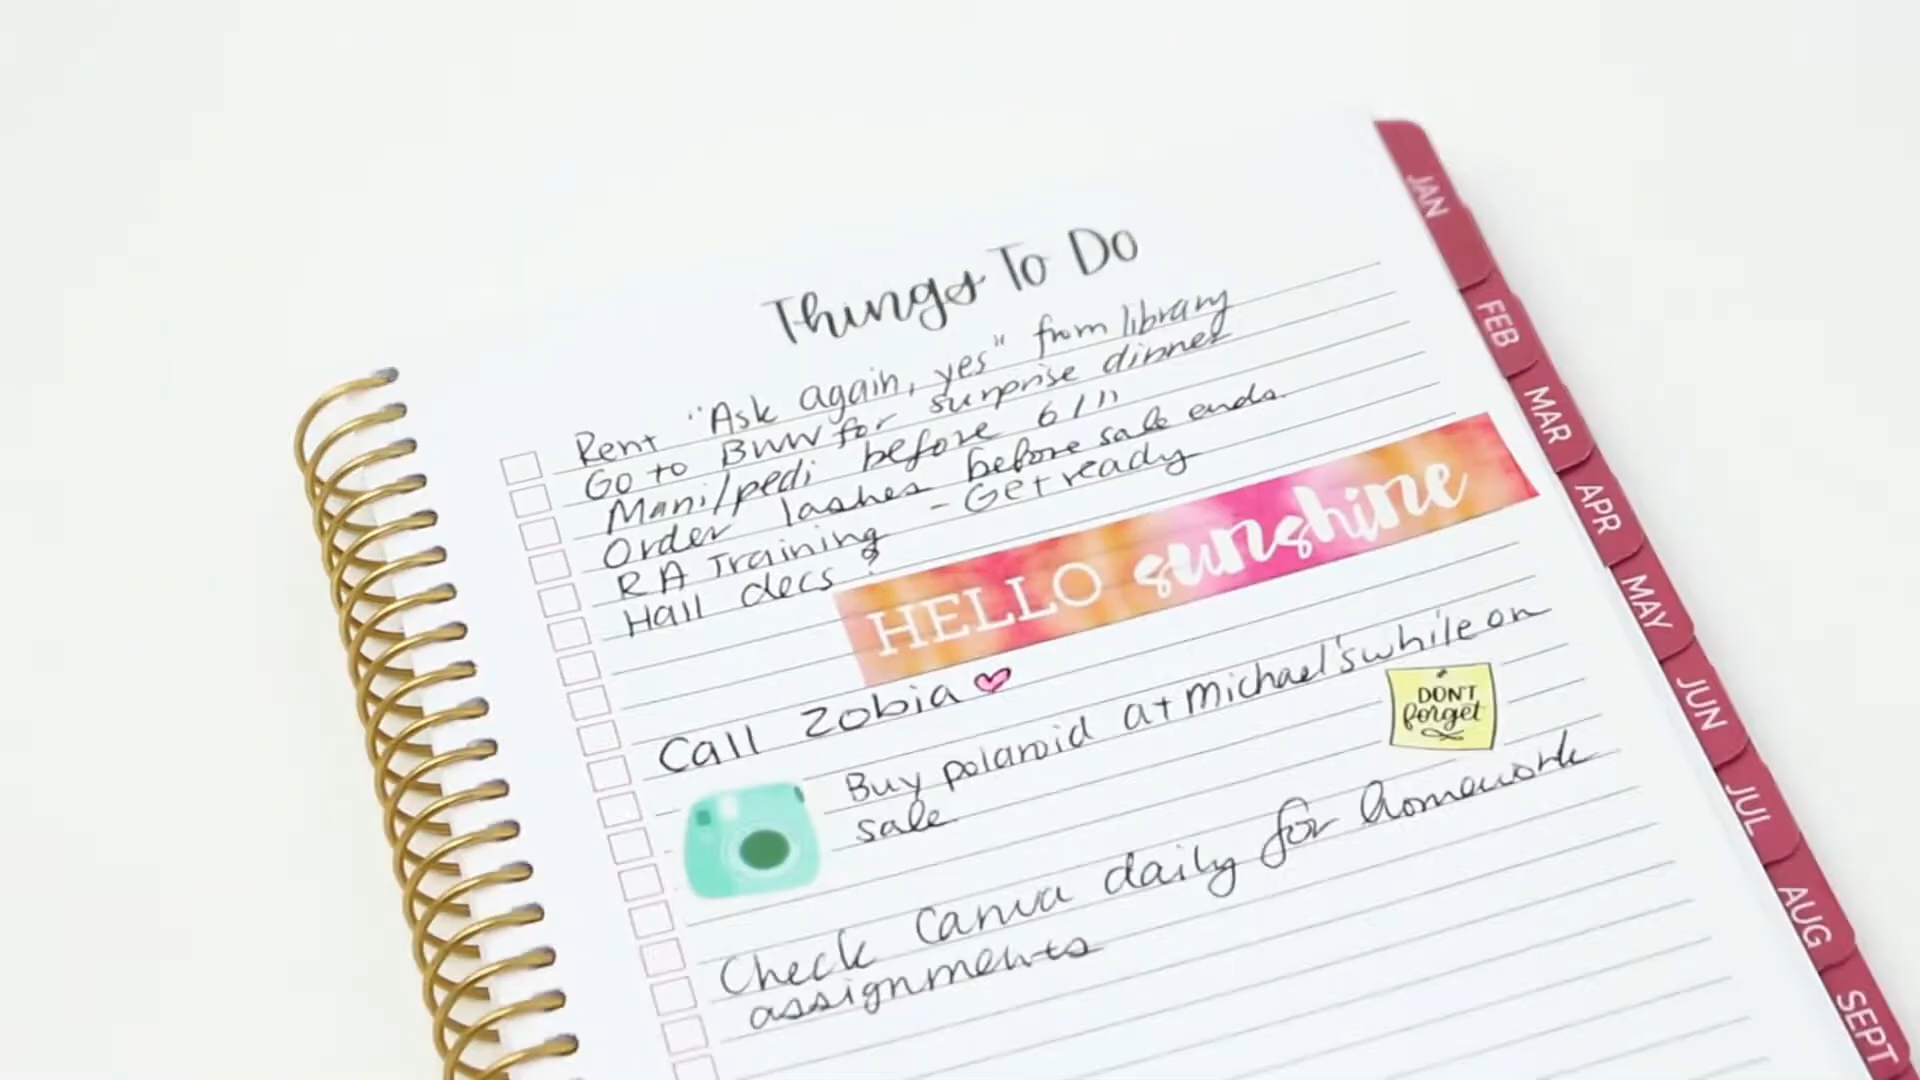 Things To Do
Rent "Ask again, yes" from library
Go to BWW for surprise dinner
Mani/pedi before 6/11
Order lashes before sale ends
RA Training - Get ready
Hall decs?
HELLO sunshine
Call Zobia
Buy polaroid at Michael's while on
sale
DON'T
forget
Check Canva daily for homework
assignments
JAN
FEB
MAR
APR
MAY
JUN
JUL
AUG
SEPT